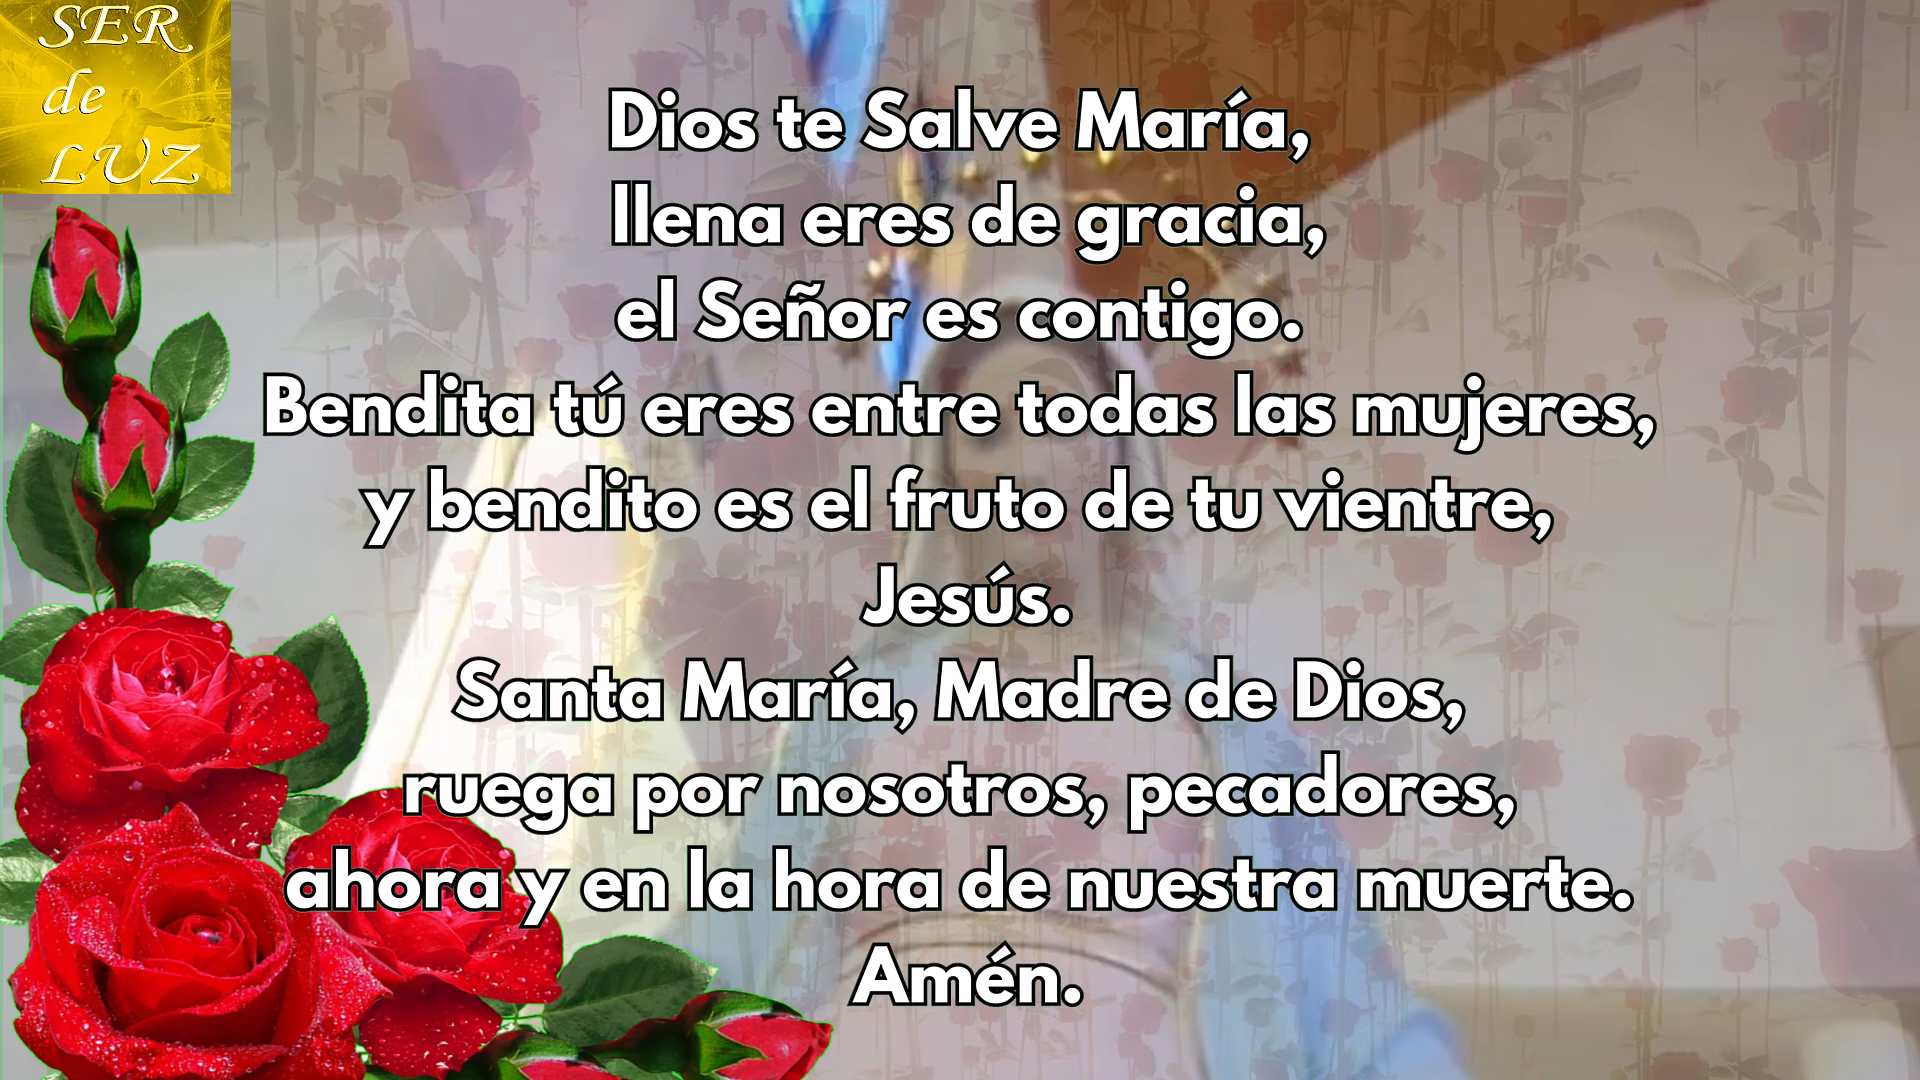 SER
de
LUZ
Dios te Salve María,
llena eres de gracia,
el Señor es contigo.
Bendita tú eres entre todas las mujeres,
y bendito es el fruto de tu vientre,
Jesús.
Santa María, Madre de Dios,
ruega por nosotros, pecadores,
ahora y en la hora de nuestra muerte.
Amén.